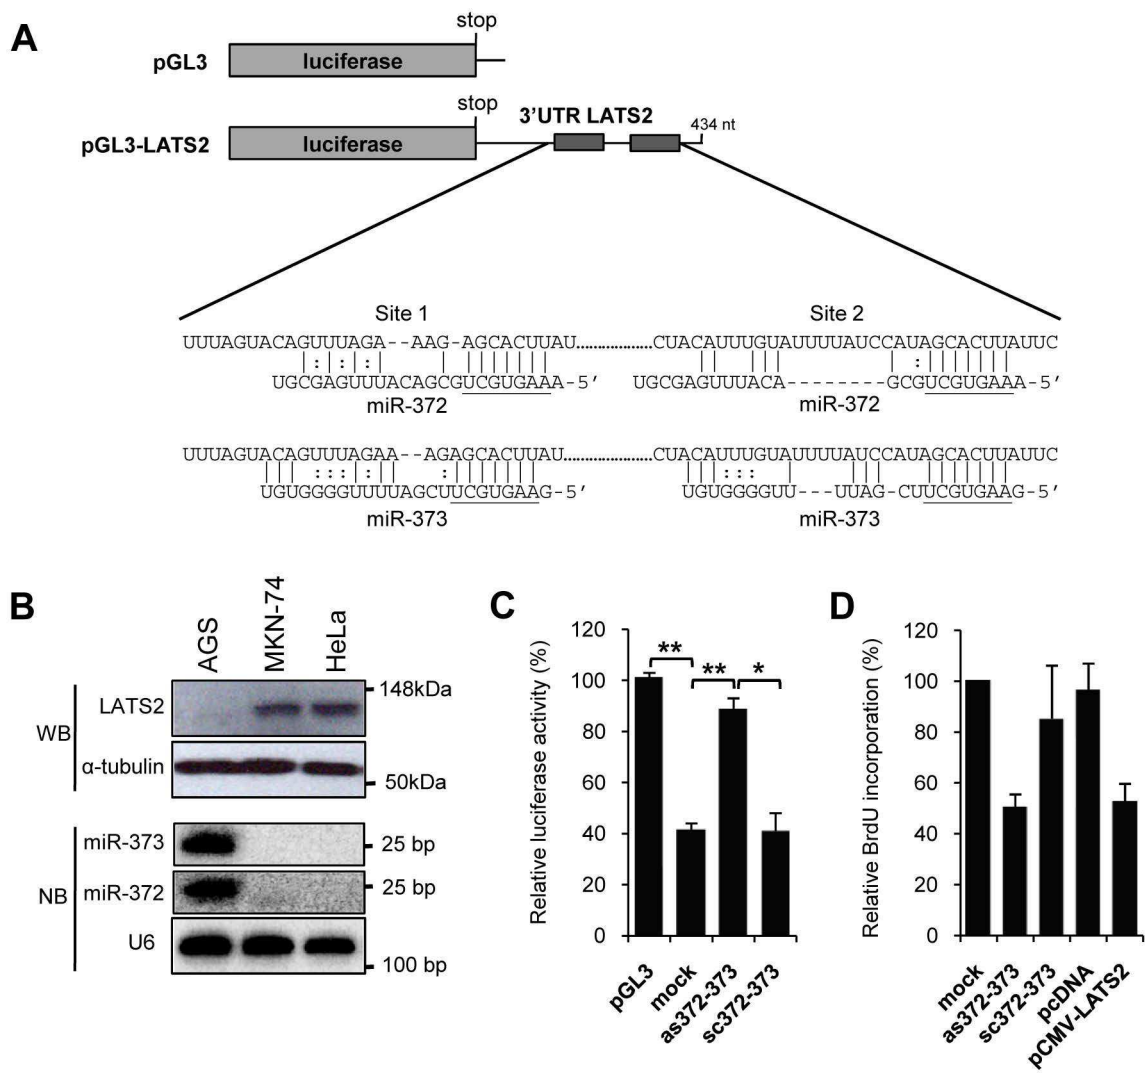 A
stop
pGL3
luciferase
stop
3'UTR LATS2
434 nt
pGL3-LATS2
luciferase
Site 1
Site 2
UUUAGUACAGUUUAGA--AAG-AGCACUUAU..................CUACAUUUGUAUUUUAUCCAUAGCACUUAUUC
UGCGAGUUUACAGCGUCGUGAAA-5'
UGCGAGUUUACA--------GCGUCGUGAAA-5'
miR-372
miR-372
UUUAGUACAGUUUAGAA--AGAGCACUUAU..................CUACAUUUGUAUUUUAUCCAUAGCACUUAUUC
UGUGGGGUUUUAGCUUCGUGAAG-5'
UGUGGGGUU---UUAG-CUUCGUGAAG-5'
miR-373
miR-373
B
AGS
MKN-74
HeLa
WB
LATS2
148kDa
α-tubulin
50kDa
NB
miR-373
25 bp
miR-372
25 bp
U6
100 bp
C
Relative luciferase activity (%)
120
100
80
60
40
20
0
**
**
*
pGL3
mock
as372-373
sc372-373
D
Relative BrdU incorporation (%)
120
100
80
60
40
20
0
mock
as372-373
sc372-373
pcDNA
pCMV-LATS2